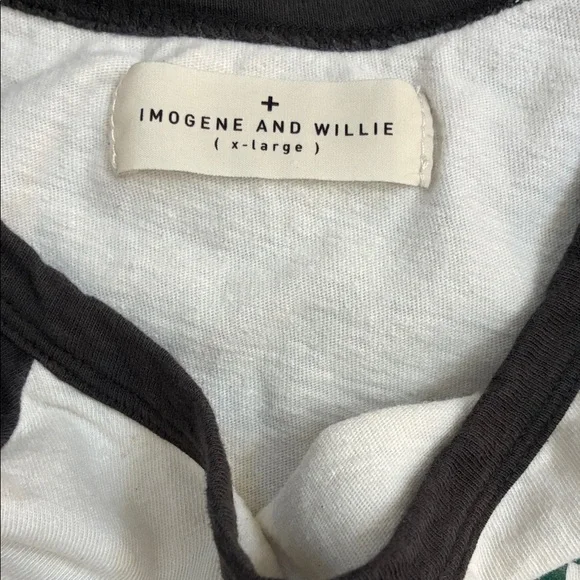 +
IMOGENE AND WILLIE
( x-large )